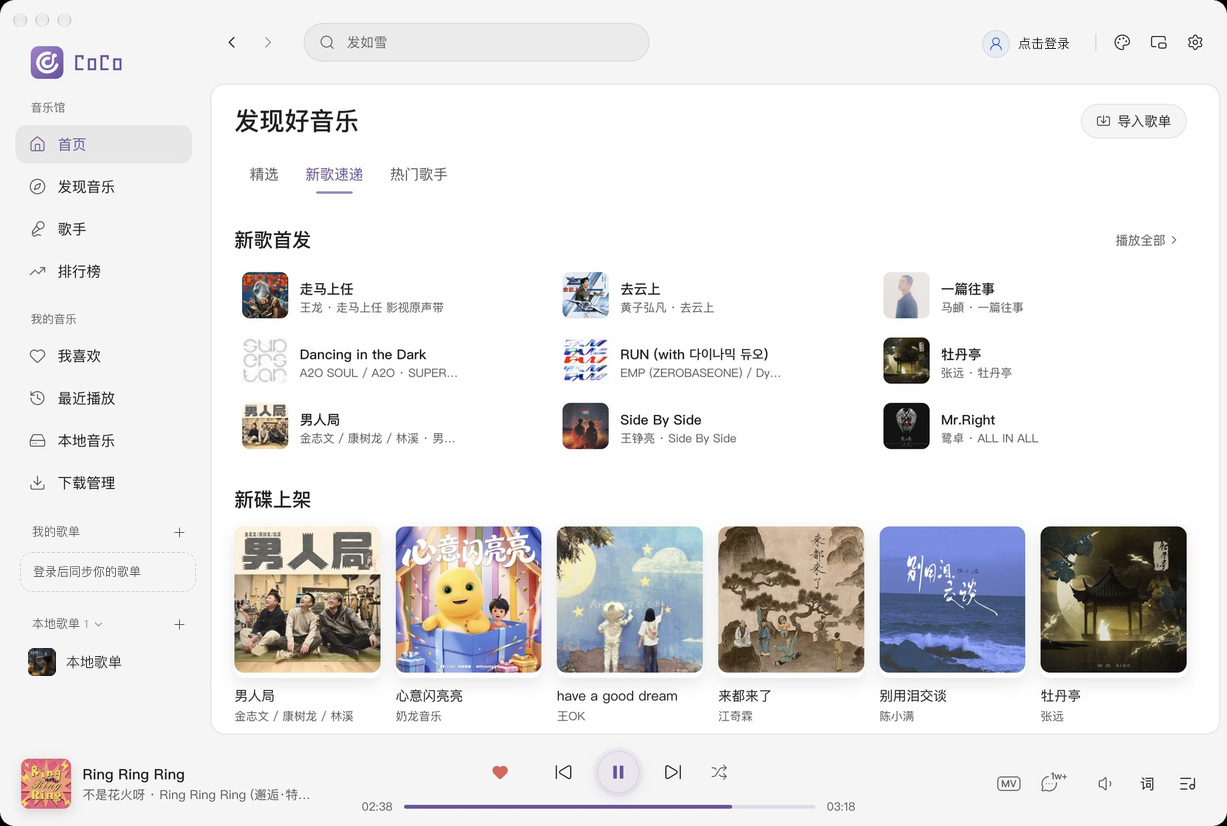 CoCo
音乐馆
首页
发现音乐
歌手
排行榜
我的音乐
我喜欢
最近播放
本地音乐
下载管理
我的歌单
登录后同步你的歌单
本地歌单 1
本地歌单
发如雪
点击登录
发现好音乐
导入歌单
精选 新歌速递 热门歌手
新歌首发
播放全部
走马上任
王龙 · 走马上任 影视原声带
去云上
黄子弘凡 · 去云上
一篇往事
马頔 · 一篇往事
Dancing in the Dark
A2O SOUL / A2O · SUPER...
RUN (with 다이나믹 듀오)
EMP (ZEROBASEONE) / Dy...
牡丹亭
张远 · 牡丹亭
男人局
金志文 / 康树龙 / 林溪 · 男...
Side By Side
王铮亮 · Side By Side
Mr.Right
鹭卓 · ALL IN ALL
新碟上架
男人局
心意闪亮亮
来都来了
别用泪交谈
男人局
金志文 / 康树龙 / 林溪
心意闪亮亮
奶龙音乐
have a good dream
王OK
来都来了
江奇霖
别用泪交谈
陈小满
牡丹亭
张远
Ring
Ring
Ring
Ring Ring Ring
不是花火呀 · Ring Ring Ring (邂逅·特...
02:38
03:18
MV
1w+
词